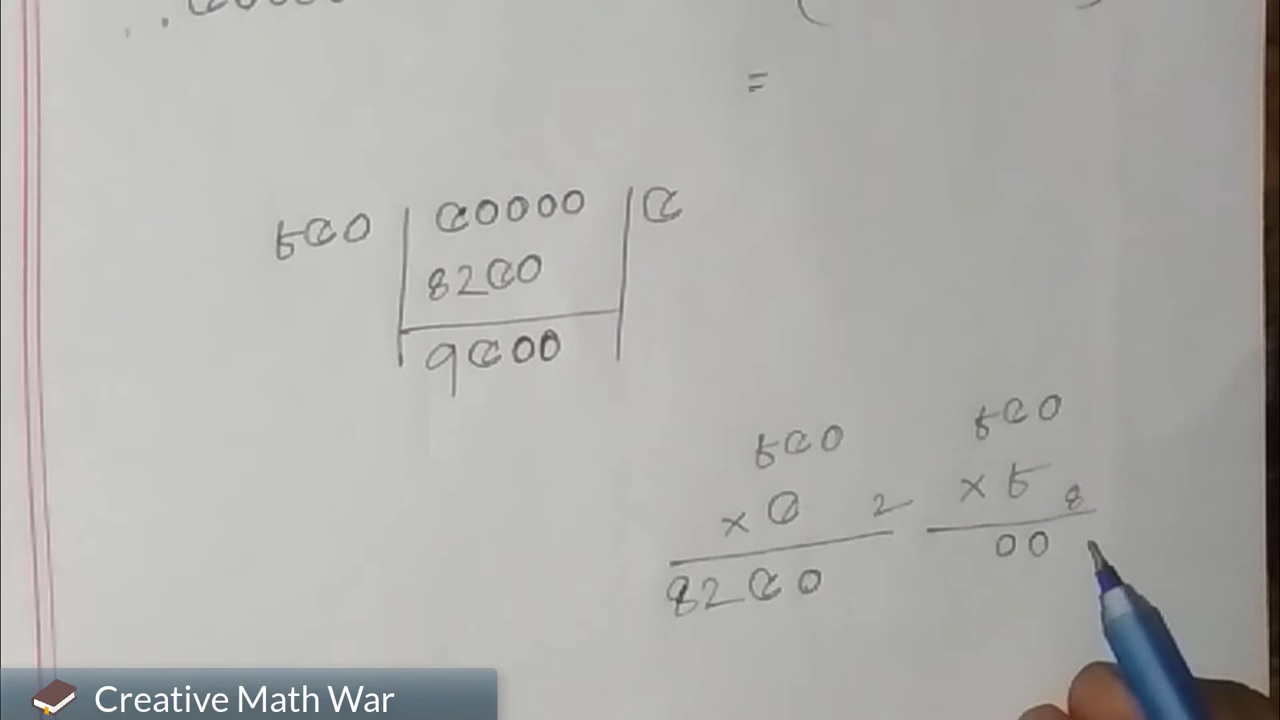 =
৮৫০ | ৫০০০০ | ৫
৪২৫০
৭৫০০
৮৫০
× ৫ ২
৪২৫০
৮৫০
× ৮ ৪
০০
Creative Math War